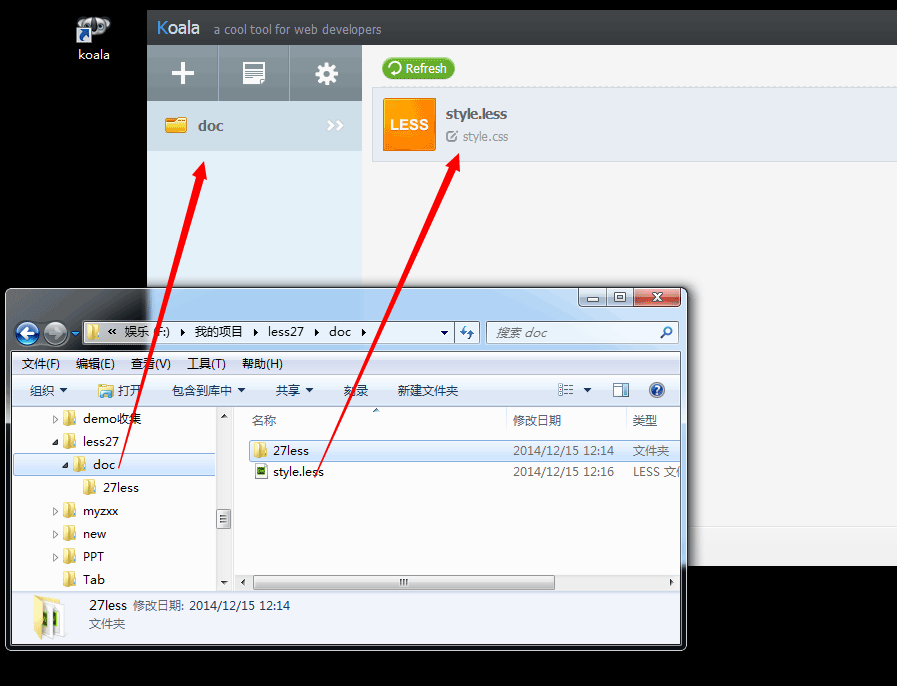 koala
Koala a cool tool for web developers
Refresh
doc
LESS
style.less
style.css
« 娱乐 (F:) 我的项目 less27 doc
搜索 doc
文件(F) 编辑(E) 查看(V) 工具(T) 帮助(H)
组织 打开 包含到库中 共享 刻录 新建文件夹
名称 修改日期 类型
demo收集
less27
doc
27less
myzxx
new
PPT
Tab
27less 2014/12/15 12:14 文件夹
style.less 2014/12/15 12:16 LESS 文
27less 修改日期: 2014/12/15 12:14
文件夹